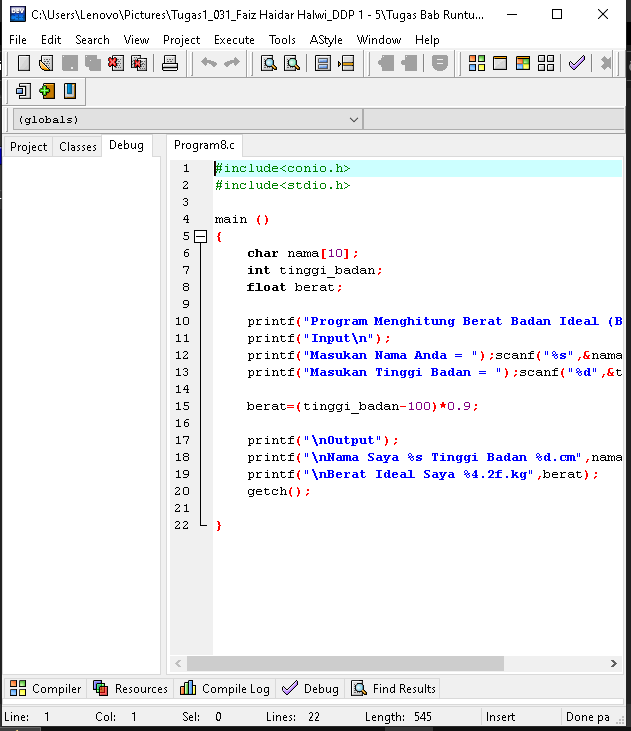 C:\Users\Lenovo\Pictures\Tugas1_031_Faiz Haidar Halwi_DDP 1 - 5\Tugas Bab Runtu...
File Edit Search View Project Execute Tools AStyle Window Help
(globals)
Project Classes Debug Program8.c
1 #include<conio.h>
2 #include<stdio.h>
3
4 main ()
5 {
6 char nama[10];
7 int tinggi_badan;
8 float berat;
9
10 printf("Program Menghitung Berat Badan Ideal (B
11 printf("Input\n");
12 printf("Masukan Nama Anda = ");scanf("%s",&nama
13 printf("Masukan Tinggi Badan = ");scanf("%d",&t
14
15 berat=(tinggi_badan-100)*0.9;
16
17 printf("\nOutput");
18 printf("\nNama Saya %s Tinggi Badan %d.cm",nama
19 printf("\nBerat Ideal Saya %4.2f.kg",berat);
20 getch();
21
22 }
Compiler Resources Compile Log Debug Find Results
Line: 1 Col: 1 Sel: 0 Lines: 22 Length: 545 Insert Done pa